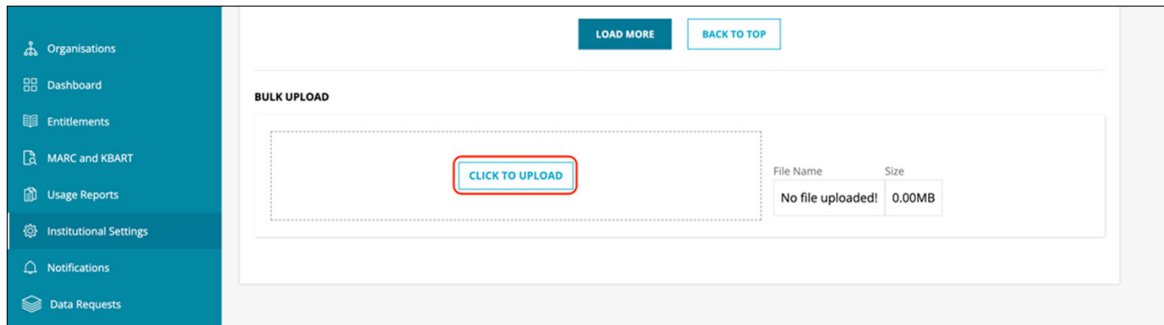 Organisations
Dashboard
Entitlements
MARC and KBART
Usage Reports
Institutional Settings
Notifications
Data Requests
LOAD MORE BACK TO TOP
BULK UPLOAD
CLICK TO UPLOAD
File Name Size
No file uploaded! 0.00MB